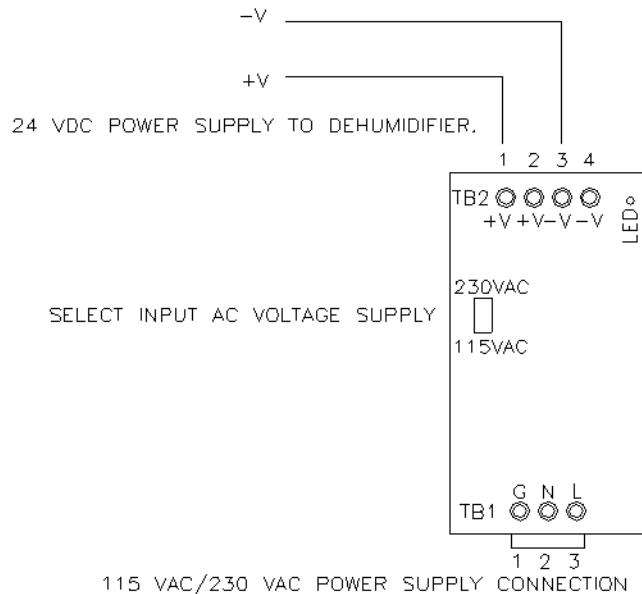 -V
+V
24 VDC POWER SUPPLY TO DEHUMIDIFIER.
1 2 3 4
TB2
+V +V -V -V
LED
230VAC
SELECT INPUT AC VOLTAGE SUPPLY
115VAC
G N L
TB1
1 2 3
115 VAC/230 VAC POWER SUPPLY CONNECTION